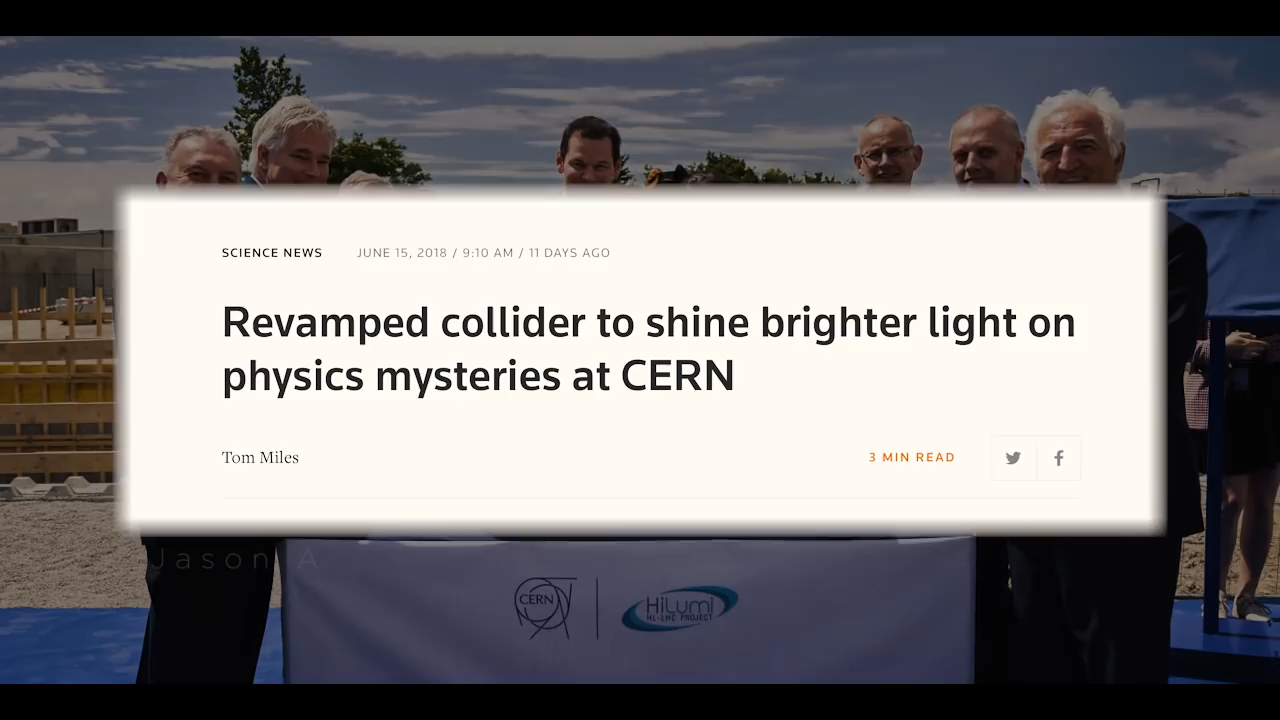 SCIENCE NEWS JUNE 15, 2018 / 9:10 AM / 11 DAYS AGO
Revamped collider to shine brighter light on
physics mysteries at CERN
Tom Miles 3 MIN READ
Jason A
CERN HiLumi
HL-LHC PROJECT